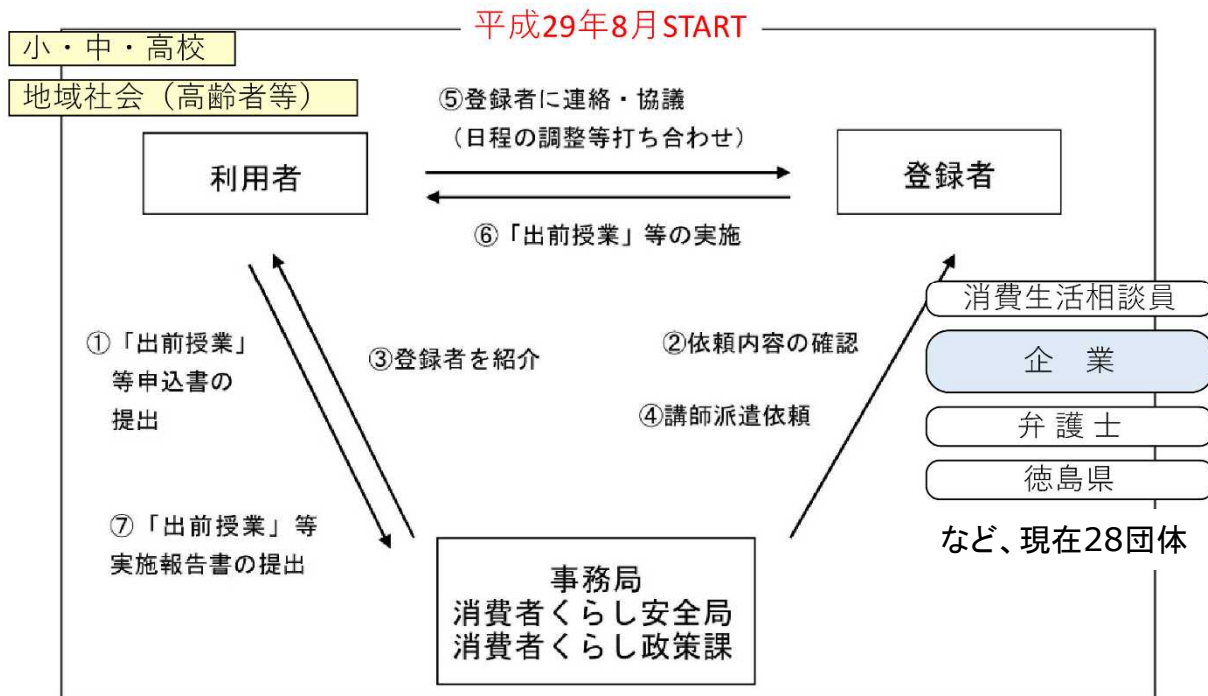 平成29年8月START
小・中・高校
地域社会（高齢者等）
⑤登録者に連絡・協議
（日程の調整等打ち合わせ）
利用者
登録者
⑥「出前授業」等の実施
消費生活相談員
①「出前授業」
等申込書の
提出
③登録者を紹介
②依頼内容の確認
企　業
④講師派遣依頼
弁 護 士
徳島県
⑦「出前授業」等
実施報告書の提出
など、現在28団体
事務局
消費者くらし安全局
消費者くらし政策課